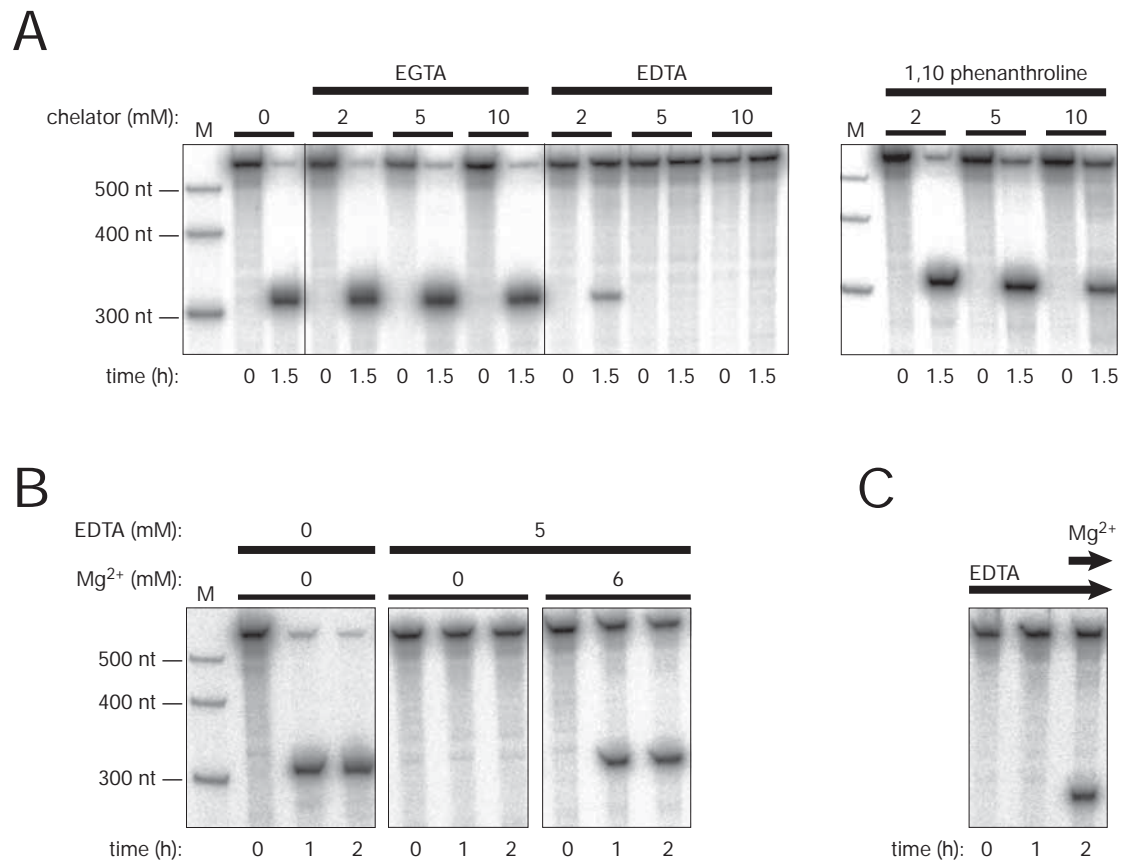 A
EGTA EDTA 1,10 phenanthroline
chelator (mM): 0 2 5 10 2 5 10 2 5 10
M M
500 nt
400 nt
300 nt
time (h): 0 1.5 0 1.5 0 1.5 0 1.5 0 1.5 0 1.5 0 1.5 0 1.5 0 1.5 0 1.5
B
EDTA (mM): 0 5
Mg2+ (mM): 0 0 6
M
500 nt
400 nt
300 nt
time (h): 0 1 2 0 1 2 0 1 2
C
Mg2+
EDTA
time (h): 0 1 2